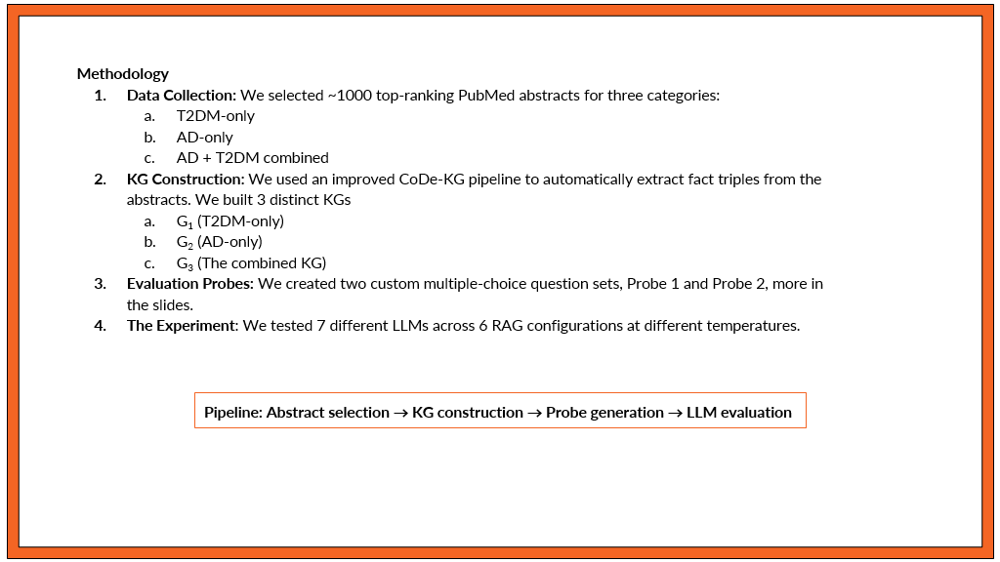 Methodology
1. Data Collection: We selected ~1000 top-ranking PubMed abstracts for three categories:
a. T2DM-only
b. AD-only
c. AD + T2DM combined
2. KG Construction: We used an improved CoDe-KG pipeline to automatically extract fact triples from the
abstracts. We built 3 distinct KGs
a. G₁ (T2DM-only)
b. G₂ (AD-only)
c. G₃ (The combined KG)
3. Evaluation Probes: We created two custom multiple-choice question sets, Probe 1 and Probe 2, more in
the slides.
4. The Experiment: We tested 7 different LLMs across 6 RAG configurations at different temperatures.
Pipeline: Abstract selection → KG construction → Probe generation → LLM evaluation